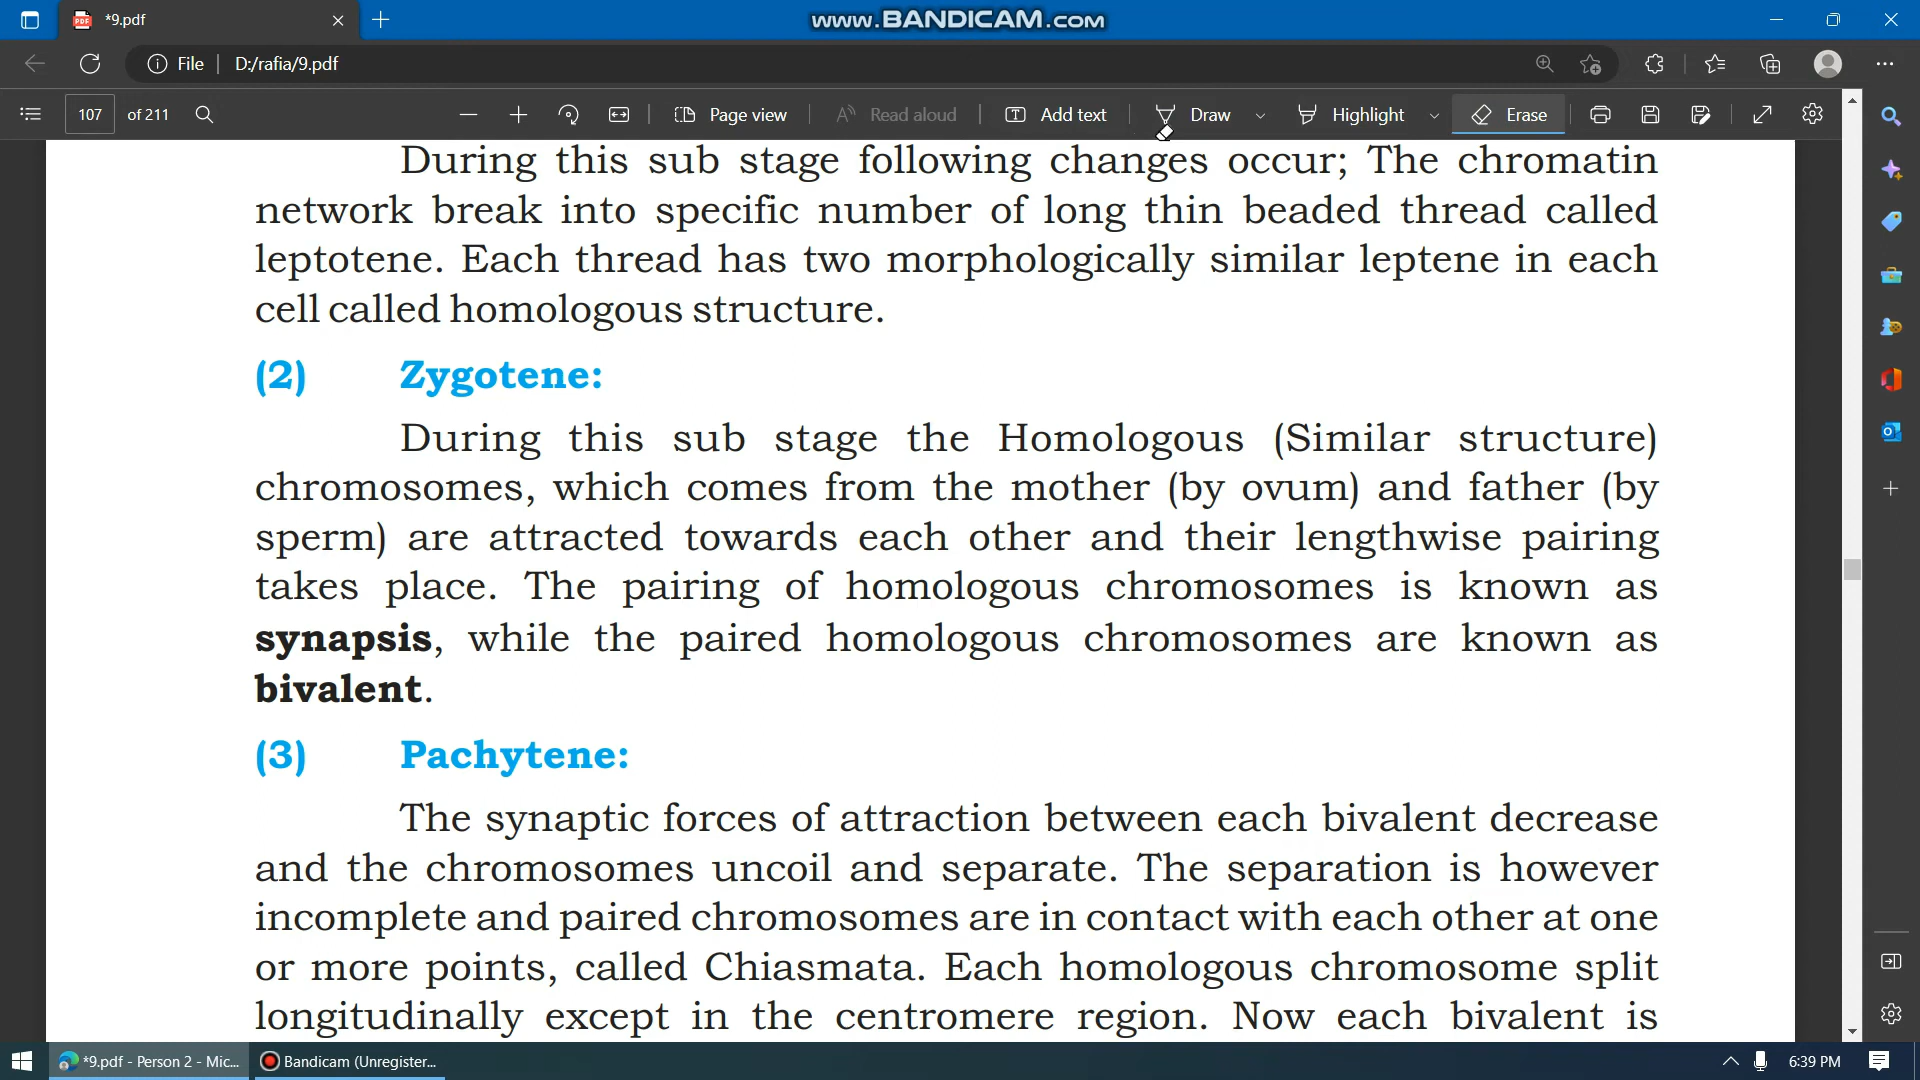 *9.pdf
www.BANDICAM.com
File D:/rafia/9.pdf
107 of 211
Page view
Read aloud
Add text
Draw
Highlight
Erase
During this sub stage following changes occur; The chromatin
network break into specific number of long thin beaded thread called
leptotene. Each thread has two morphologically similar leptene in each
cell called homologous structure.
(2) Zygotene:
During this sub stage the Homologous (Similar structure)
chromosomes, which comes from the mother (by ovum) and father (by
sperm) are attracted towards each other and their lengthwise pairing
takes place. The pairing of homologous chromosomes is known as
synapsis, while the paired homologous chromosomes are known as
bivalent.
(3) Pachytene:
The synaptic forces of attraction between each bivalent decrease
and the chromosomes uncoil and separate. The separation is however
incomplete and paired chromosomes are in contact with each other at one
or more points, called Chiasmata. Each homologous chromosome split
longitudinally except in the centromere region. Now each bivalent is
*9.pdf - Person 2 - Mic...
Bandicam (Unregister...
6:39 PM